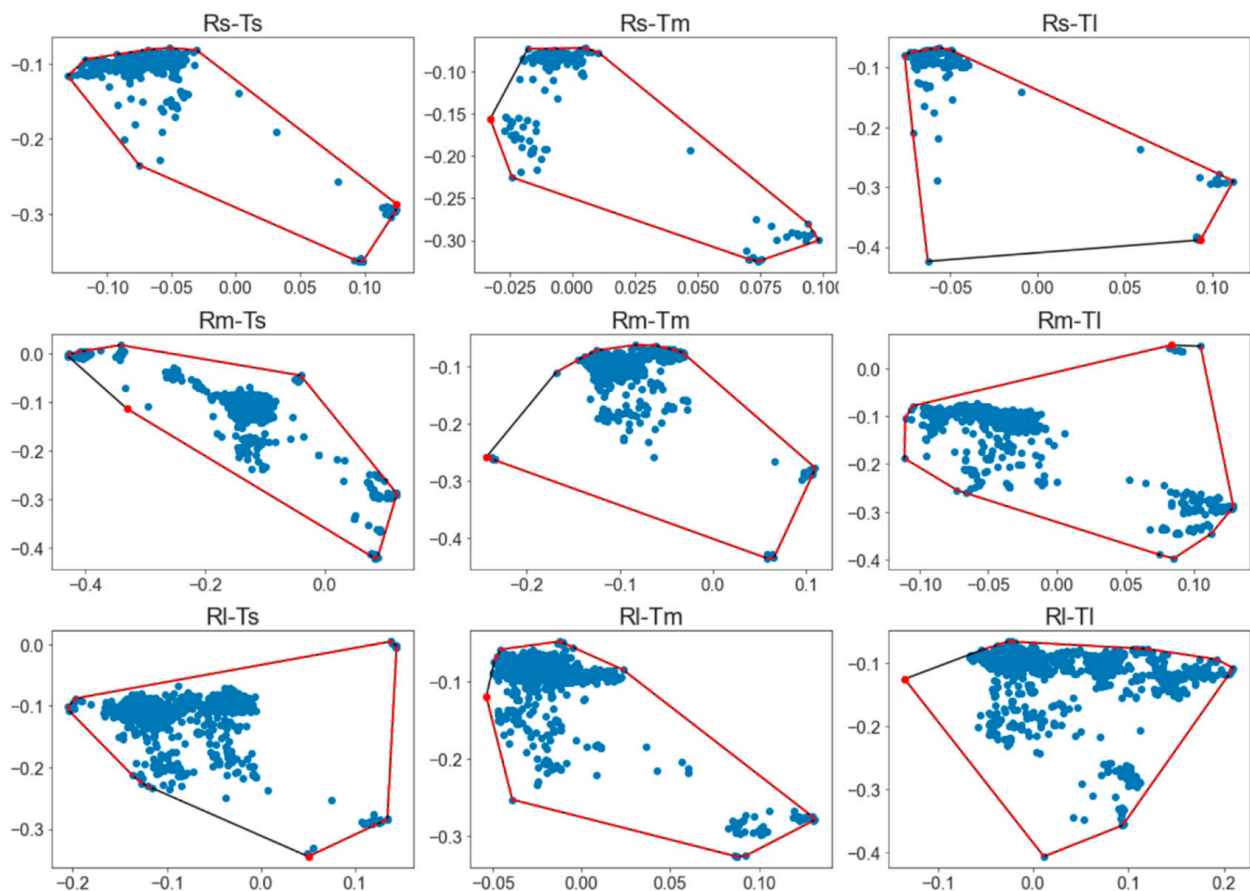 Rs-Ts Rs-Tm Rs-Tl
−0.1 −0.2 −0.3
−0.10 −0.05 0.00 0.05 0.10
−0.10 −0.15 −0.20 −0.25 −0.30
−0.025 0.000 0.025 0.050 0.075 0.100
−0.1 −0.2 −0.3 −0.4
−0.05 0.00 0.05 0.10
Rm-Ts Rm-Tm Rm-Tl
0.0 −0.1 −0.2 −0.3 −0.4
−0.4 −0.2 0.0
−0.1 −0.2 −0.3 −0.4
−0.2 −0.1 0.0 0.1
0.0 −0.1 −0.2 −0.3 −0.4
−0.10 −0.05 0.00 0.05 0.10
Rl-Ts Rl-Tm Rl-Tl
0.0 −0.1 −0.2 −0.3
−0.2 −0.1 0.0 0.1
−0.1 −0.2 −0.3
−0.05 0.00 0.05 0.10
−0.1 −0.2 −0.3 −0.4
−0.1 0.0 0.1 0.2